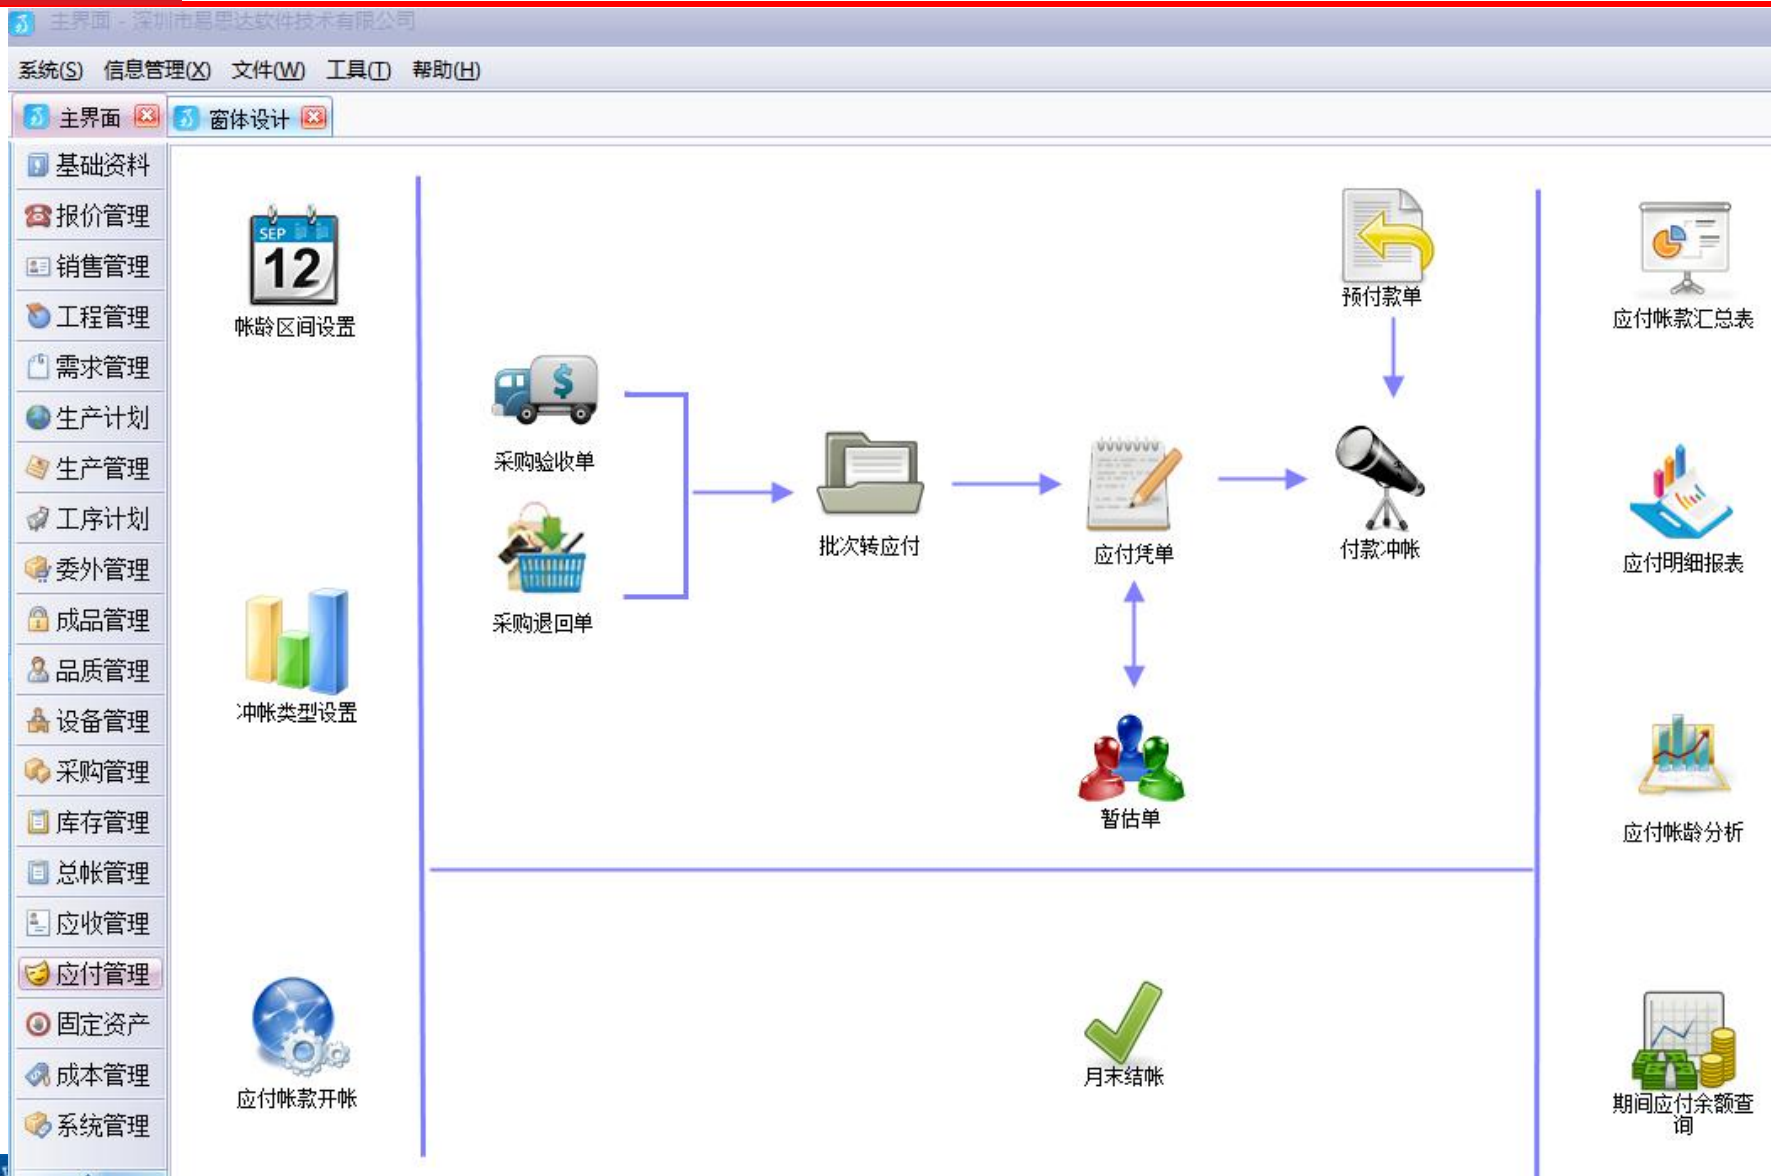 主界面 - 深圳市易思达软件技术有限公司
系统(S) 信息管理(X) 文件(W) 工具(T) 帮助(H)
主界面 窗体设计
基础资料
报价管理
销售管理
工程管理
需求管理
生产计划
生产管理
工序计划
委外管理
成品管理
品质管理
设备管理
采购管理
库存管理
总帐管理
应收管理
应付管理
固定资产
成本管理
系统管理
SEP
12
帐龄区间设置
冲帐类型设置
应付帐款开帐
采购验收单
采购退回单
批次转应付
应付凭单
暂估单
预付款单
付款冲帐
月末结帐
应付帐款汇总表
应付明细报表
应付帐龄分析
期间应付余额查
询